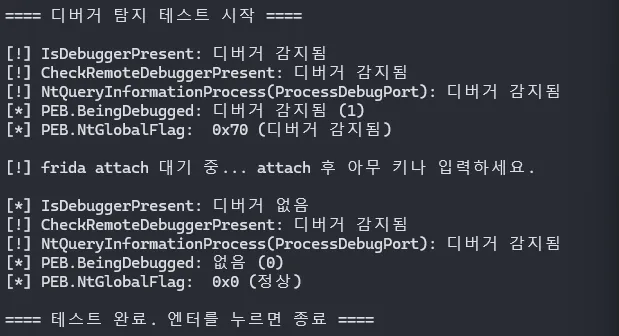 ==== 디버거 탐지 테스트 시작 ====
[!] IsDebuggerPresent: 디버거 감지됨
[!] CheckRemoteDebuggerPresent: 디버거 감지됨
[!] NtQueryInformationProcess(ProcessDebugPort): 디버거 감지됨
[*] PEB.BeingDebugged: 디버거 감지됨 (1)
[*] PEB.NtGlobalFlag:  0x70 (디버거 감지됨)
[!] frida attach 대기 중... attach 후 아무 키나 입력하세요.
[*] IsDebuggerPresent: 디버거 없음
[!] CheckRemoteDebuggerPresent: 디버거 감지됨
[!] NtQueryInformationProcess(ProcessDebugPort): 디버거 감지됨
[*] PEB.BeingDebugged: 없음 (0)
[*] PEB.NtGlobalFlag:  0x0 (정상)
==== 테스트 완료. 엔터를 누르면 종료 ====